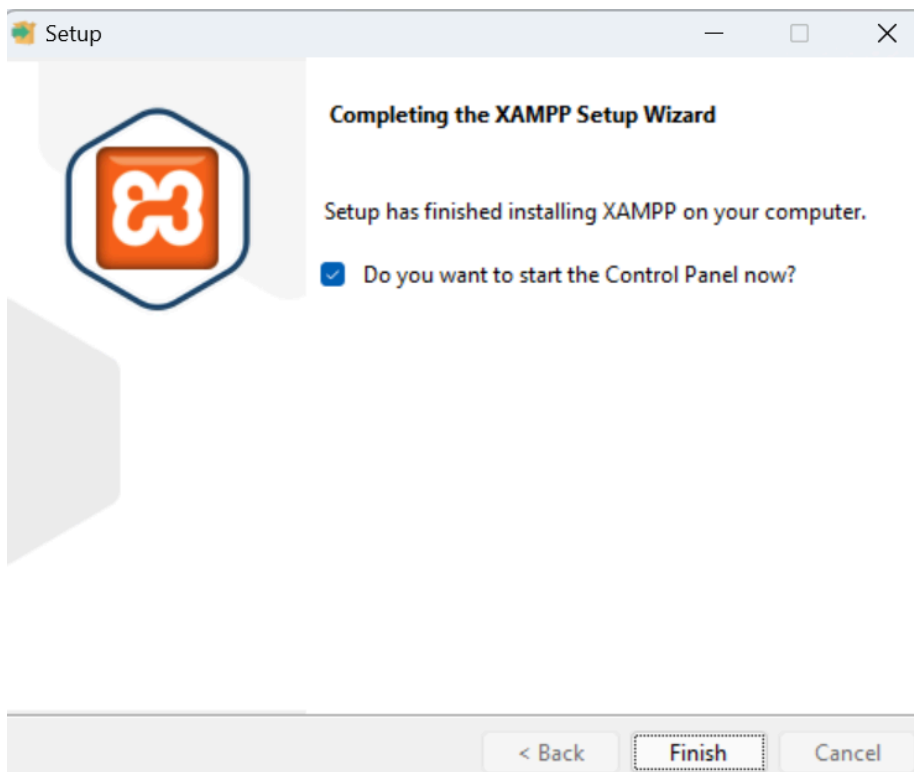 Setup
Completing the XAMPP Setup Wizard
Setup has finished installing XAMPP on your computer.
Do you want to start the Control Panel now?
< Back Finish Cancel